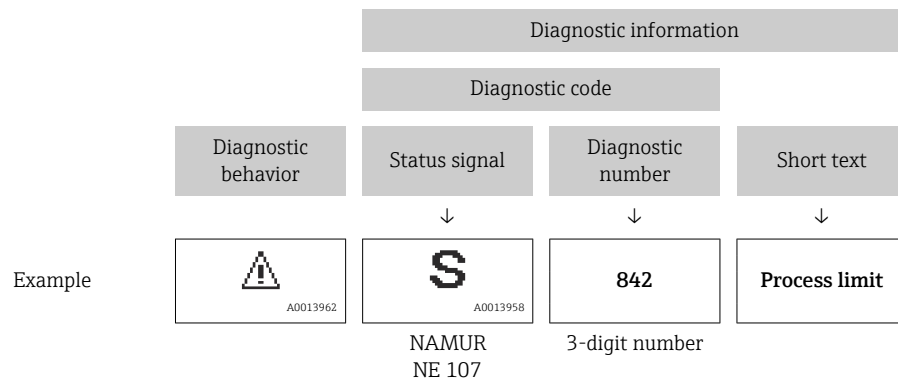 Diagnostic information
Diagnostic code
Diagnostic
behavior
Status signal
Diagnostic
number
Short text
↓ ↓ ↓
Example
A0013962
S
A0013958
842
Process limit
NAMUR
NE 107
3-digit number